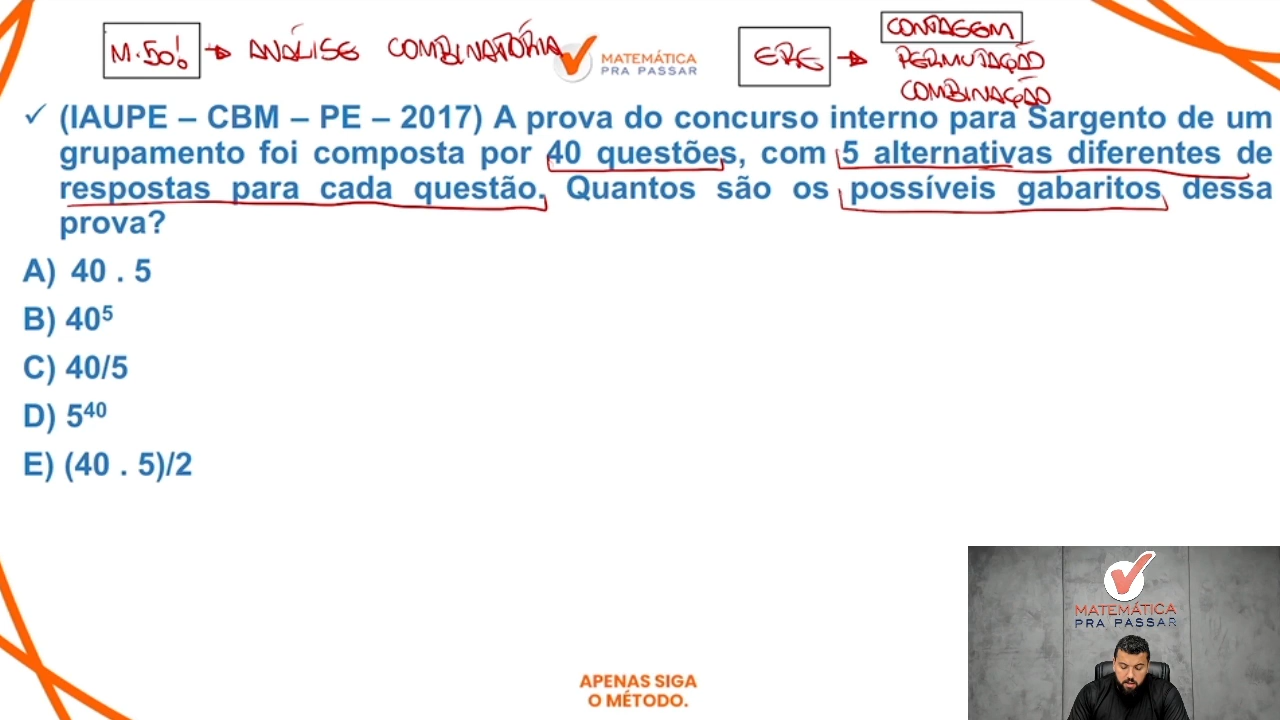 M.50! → ANÁLISE COMBINATÓRIA
MATEMÁTICA
PRA PASSAR
ERE →
CONTAGEM
PERMUTAÇÃO
COMBINAÇÃO
✓ (IAUPE – CBM – PE – 2017) A prova do concurso interno para Sargento de um
grupamento foi composta por 40 questões, com 5 alternativas diferentes de
respostas para cada questão. Quantos são os possíveis gabaritos dessa
prova?
A) 40 . 5
B) 40⁵
C) 40/5
D) 5⁴⁰
E) (40 . 5)/2
MATEMÁTICA
PRA PASSAR
APENAS SIGA
O MÉTODO.